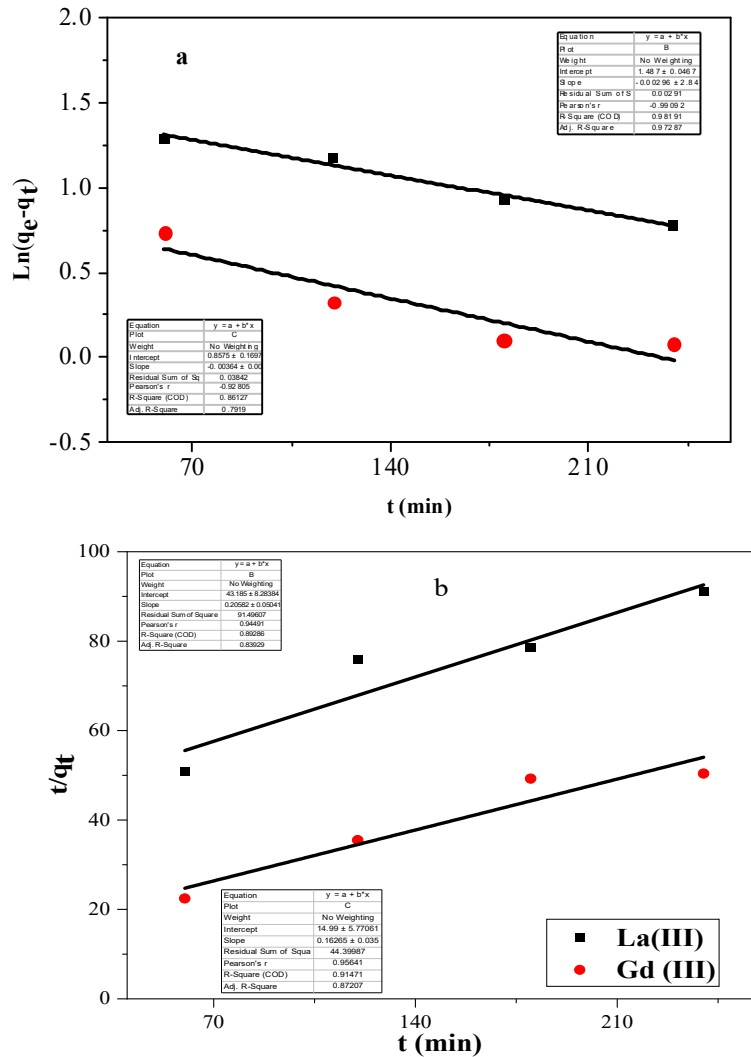 a
Equation y = a + b*x
Plot B
Weight No Weighting
Intercept 1.487 ± 0.0467
Slope -0.00296 ± 2.84
Residual Sum of S 0.00291
Pearson's r -0.99092
R-Square (COD) 0.98191
Adj. R-Square 0.97287
2.0
1.5
1.0
0.5
0.0
-0.5
Ln(qe-qt)
Equation y = a + b*x
Plot C
Weight No Weighting
Intercept 0.8575 ± 0.1697
Slope -0.00364 ± 0.00
Residual Sum of Sq 0.03842
Pearson's r -0.92805
R-Square (COD) 0.86127
Adj. R-Square 0.7919
70 140 210
t (min)
b
Equation y = a + b*x
Plot B
Weight No Weighting
Intercept 43.185 ± 8.28384
Slope 0.20582 ± 0.05041
Residual Sum of Square 91.49607
Pearson's r 0.94491
R-Square (COD) 0.89286
Adj. R-Square 0.83929
100
80
60
40
20
0
t/qt
Equation y = a + b*x
Plot C
Weight No Weighting
Intercept 14.99 ± 5.77061
Slope 0.16265 ± 0.035
Residual Sum of Squa 44.39987
Pearson's r 0.95641
R-Square (COD) 0.91471
Adj. R-Square 0.87207
La(III)
Gd (III)
70 140 210
t (min)